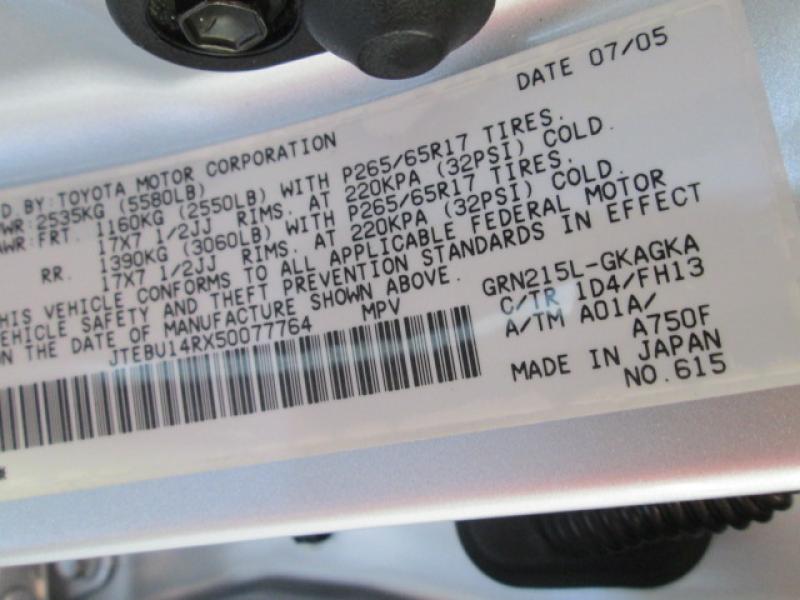 DATE 07/05
D BY: TOYOTA MOTOR CORPORATION
WR: 2535KG (5580LB)
AWR: FRT. 1160KG (2550LB) WITH P265/65R17 TIRES.
17X7 1/2JJ RIMS. AT 220KPA (32PSI) COLD.
RR. 1390KG (3060LB) WITH P265/65R17 TIRES.
17X7 1/2JJ RIMS. AT 220KPA (32PSI) COLD.
HIS VEHICLE CONFORMS TO ALL APPLICABLE FEDERAL MOTOR
VEHICLE SAFETY AND THEFT PREVENTION STANDARDS IN EFFECT
ON THE DATE OF MANUFACTURE SHOWN ABOVE.
JTEBU14RX50077764 MPV
GRN215L-GKAGKA
C/TR 1D4/FH13
A/TM A01A/
A750F
MADE IN JAPAN
NO.615